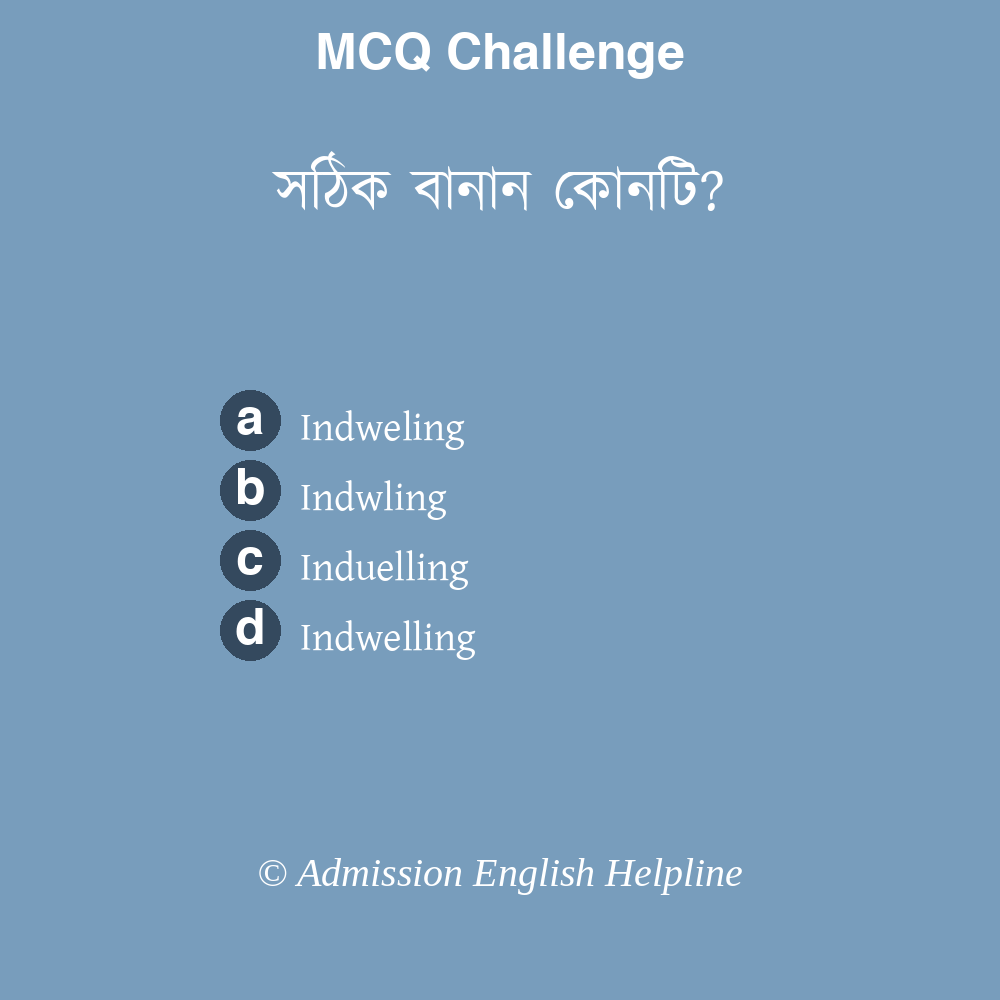 MCQ Challenge
সঠিক বানান কোনটি?
a Indweling
b Indwling
c Induelling
d Indwelling
© Admission English Helpline